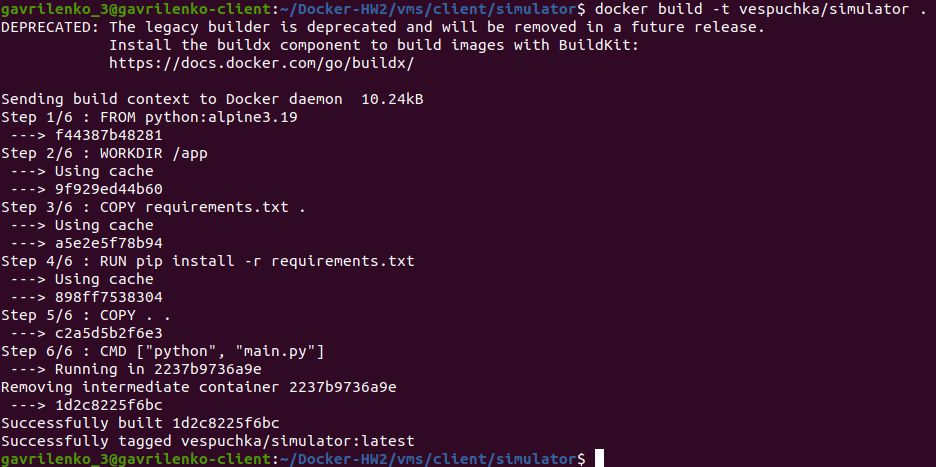 gavrilenko_3@gavrilenko-client:~/Docker-HW2/vms/client/simulator$ docker build -t vespuchka/simulator .
DEPRECATED: The legacy builder is deprecated and will be removed in a future release.
            Install the buildx component to build images with BuildKit:
            https://docs.docker.com/go/buildx/

Sending build context to Docker daemon  10.24kB
Step 1/6 : FROM python:alpine3.19
 ---> f44387b48281
Step 2/6 : WORKDIR /app
 ---> Using cache
 ---> 9f929ed44b60
Step 3/6 : COPY requirements.txt .
 ---> Using cache
 ---> a5e2e5f78b94
Step 4/6 : RUN pip install -r requirements.txt
 ---> Using cache
 ---> 898ff7538304
Step 5/6 : COPY . .
 ---> c2a5d5b2f6e3
Step 6/6 : CMD ["python", "main.py"]
 ---> Running in 2237b9736a9e
Removing intermediate container 2237b9736a9e
 ---> 1d2c8225f6bc
Successfully built 1d2c8225f6bc
Successfully tagged vespuchka/simulator:latest
gavrilenko_3@gavrilenko-client:~/Docker-HW2/vms/client/simulator$